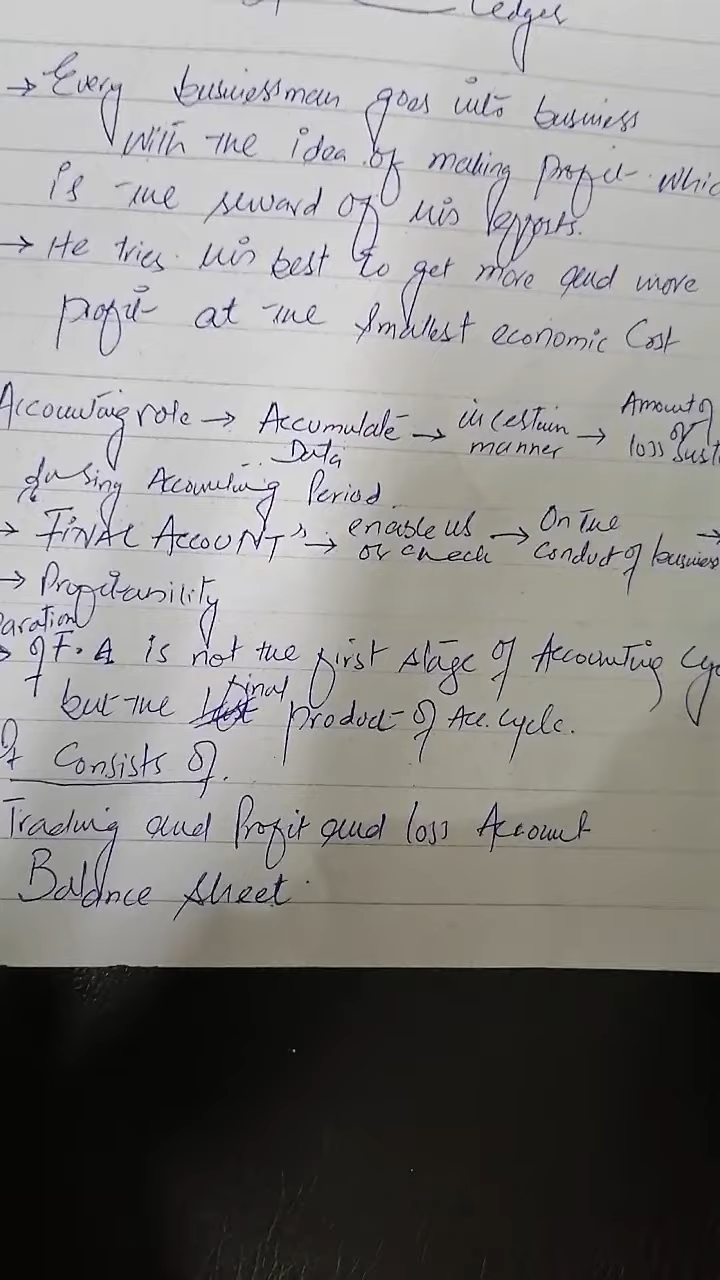 Ledger
→ Every businessman goes into business
with the idea of making profit. Whic
is the reward of his efforts.
→ He tries his best to get more and more
profit at the smallest economic Cost
Accounting role → Accumulate Data → in certain manner → Amount of
of loss Sust
during Accounting Period.
→ FINAL ACCOUNT" → enable us or check → On the conduct of business →
→ Profitability
paration
→ of F.A is not the first stage of Accounting Cyc
but the final product of Acc. Cycle.
It Consists of.
Trading and Profit and loss Account
Balance sheet.